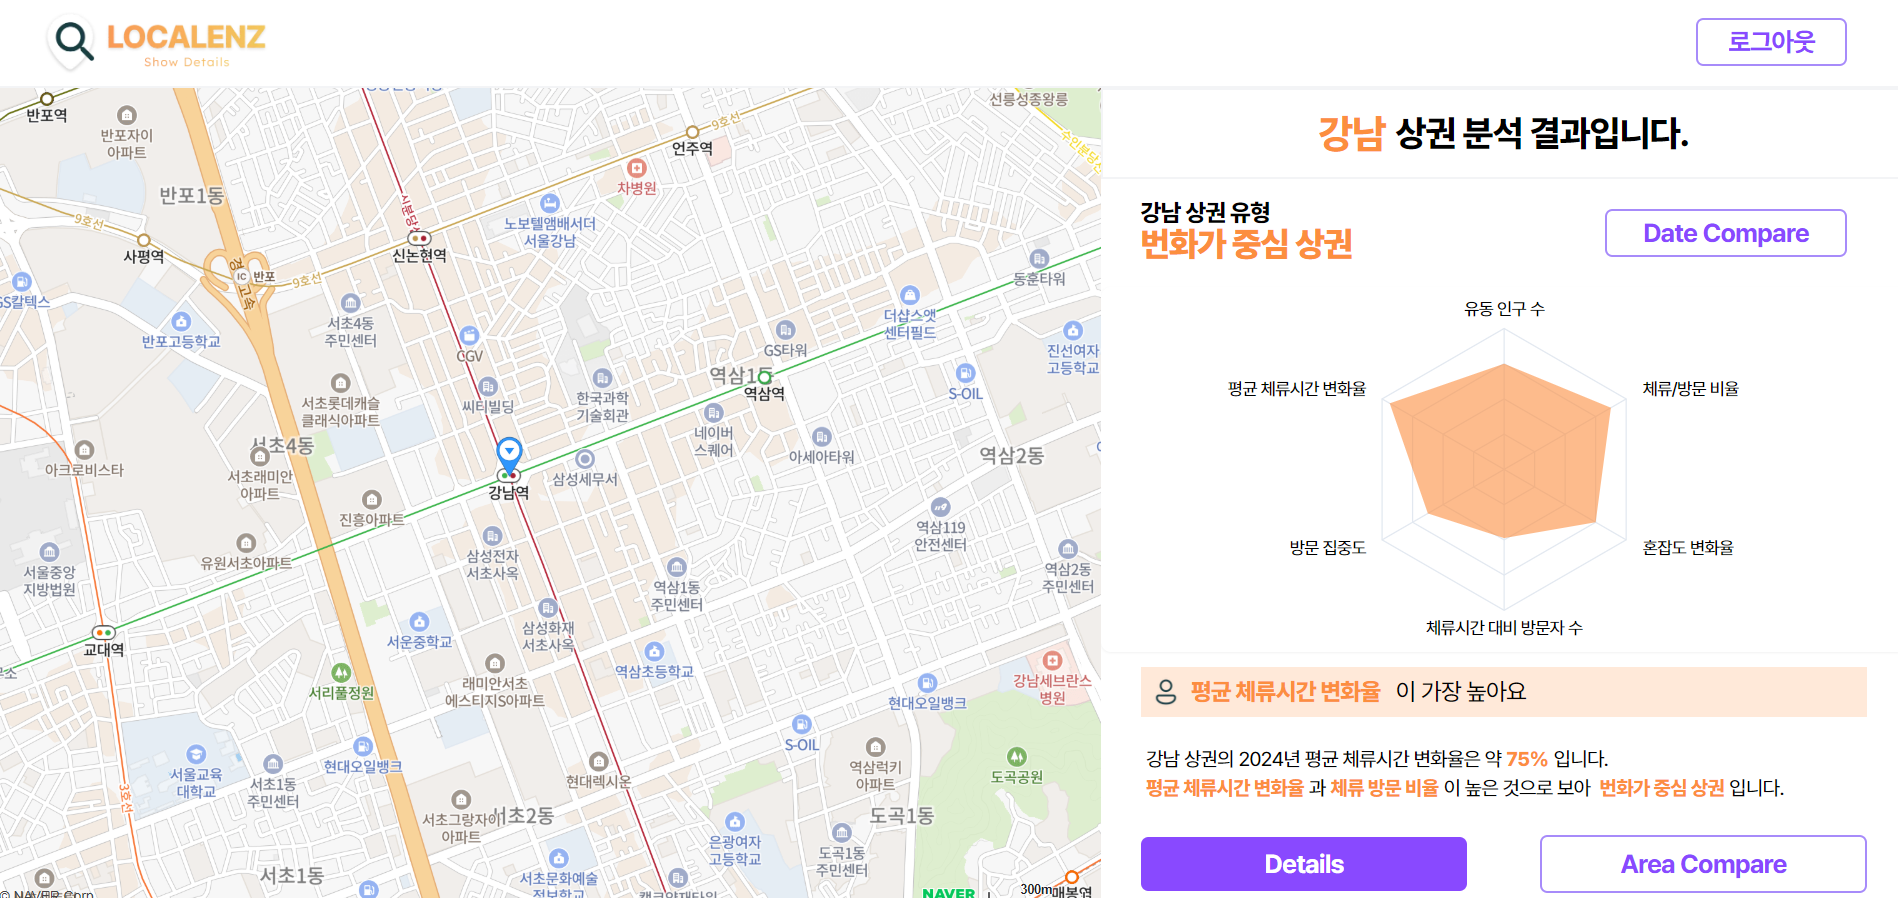 LOCALENZ
Show Details
로그아웃
강남 상권 분석 결과입니다.
강남 상권 유형
번화가 중심 상권
Date Compare
유동 인구 수
평균 체류시간 변화율
체류/방문 비율
방문 집중도
혼잡도 변화율
체류시간 대비 방문자 수
평균 체류시간 변화율 이 가장 높아요
강남 상권의 2024년 평균 체류시간 변화율은 약 75% 입니다.
평균 체류시간 변화율 과 체류 방문 비율 이 높은 것으로 보아 번화가 중심 상권 입니다.
Details
Area Compare
반포역
반포자이
아파트
선릉성종왕릉
9호선
언주역
차병원
반포1동
노보텔앰배서더
서울강남
9호선
사평역
신논현역
IC 반포
9호선
동훈타워
GS칼텍스
반포고등학교
서초4동
주민센터
더샵스앳
센터필드
CGV
GS타워
진선여자
고등학교
역삼1동
역삼역
S-OIL
서초롯데캐슬
클래식아파트
씨티빌딩
한국과학
기술회관
네이버
스퀘어
아세아타워
역삼2동
서초4동
아크로비스타
서초래미안
아파트
강남역
삼성세무서
진흥아파트
역삼119
안전센터
유원서초아파트
삼성전자
서초사옥
서울중앙
지방법원
역삼1동
주민센터
역삼2동
주민센터
교대역
서운중학교
삼성화재
서초사옥
역삼초등학교
서리풀정원
래미안서초
에스티지S아파트
강남세브란스
병원
현대오일뱅크
S-OIL
서울교육
대학교
서초1동
주민센터
현대오일뱅크
현대렉시온
역삼럭키
아파트
도곡공원
3호선
서초그랑자이
아파트
서초2동
도곡1동
은광여자
고등학교
도곡1동
주민센터
서초1동
서초문화예술
정보학교
300m
매봉역
NAVER
© NAVER Corp.